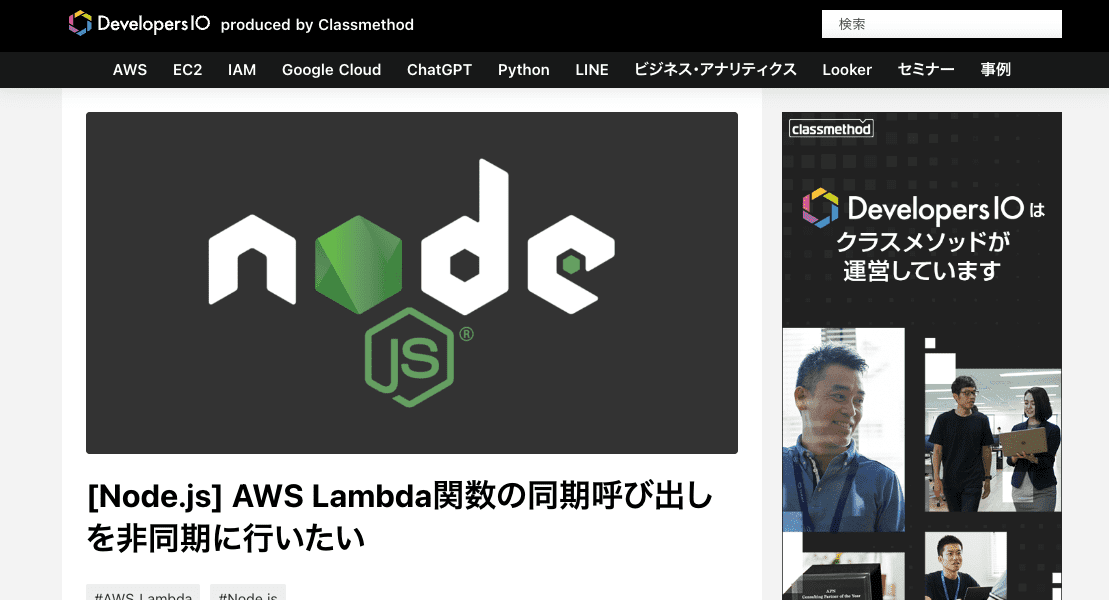 DevelopersIO produced by Classmethod
検索
AWS EC2 IAM Google Cloud ChatGPT Python LINE ビジネス・アナリティクス Looker セミナー 事例
node
JS®
[Node.js] AWS Lambda関数の同期呼び出し
を非同期に行いたい
#AWS Lambda #Node.js
classmethod
DevelopersIOは
クラスメソッドが
運営しています
APN
Consulting Partner of the Year